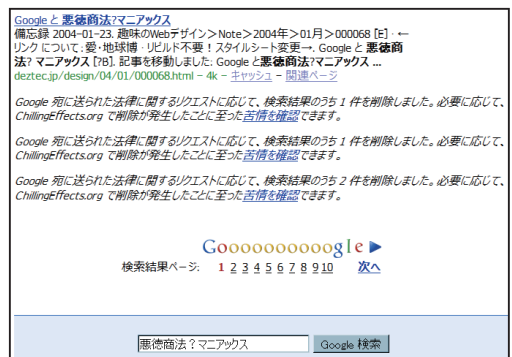 Google と 悪徳商法?マニアックス
備忘録 2004-01-23. 趣味のWebデザイン＞Note＞2004年＞01月＞000068 [E] · ←
リンク について: 愛・地球博・リビルド不要！スタイルシート変更→. Google と 悪徳商
法? マニアックス [?B]. 記事を移動しました: Google と悪徳商法?マニアックス ...
deztec.jp/design/04/01/000068.html - 4k - キャッシュ - 関連ページ
Google 宛に送られた法律に関するリクエストに応じて、検索結果のうち 1 件を削除しました。必要に応じて、
ChillingEffects.org で削除が発生したことに至った苦情を確認できます。
Google 宛に送られた法律に関するリクエストに応じて、検索結果のうち 1 件を削除しました。必要に応じて、
ChillingEffects.org で削除が発生したことに至った苦情を確認できます。
Google 宛に送られた法律に関するリクエストに応じて、検索結果のうち 2 件を削除しました。必要に応じて、
ChillingEffects.org で削除が発生したことに至った苦情を確認できます。
Goooooooooogle
検索結果ページ: 1 2 3 4 5 6 7 8 9 10 次へ
悪徳商法？マニアックス Google 検索